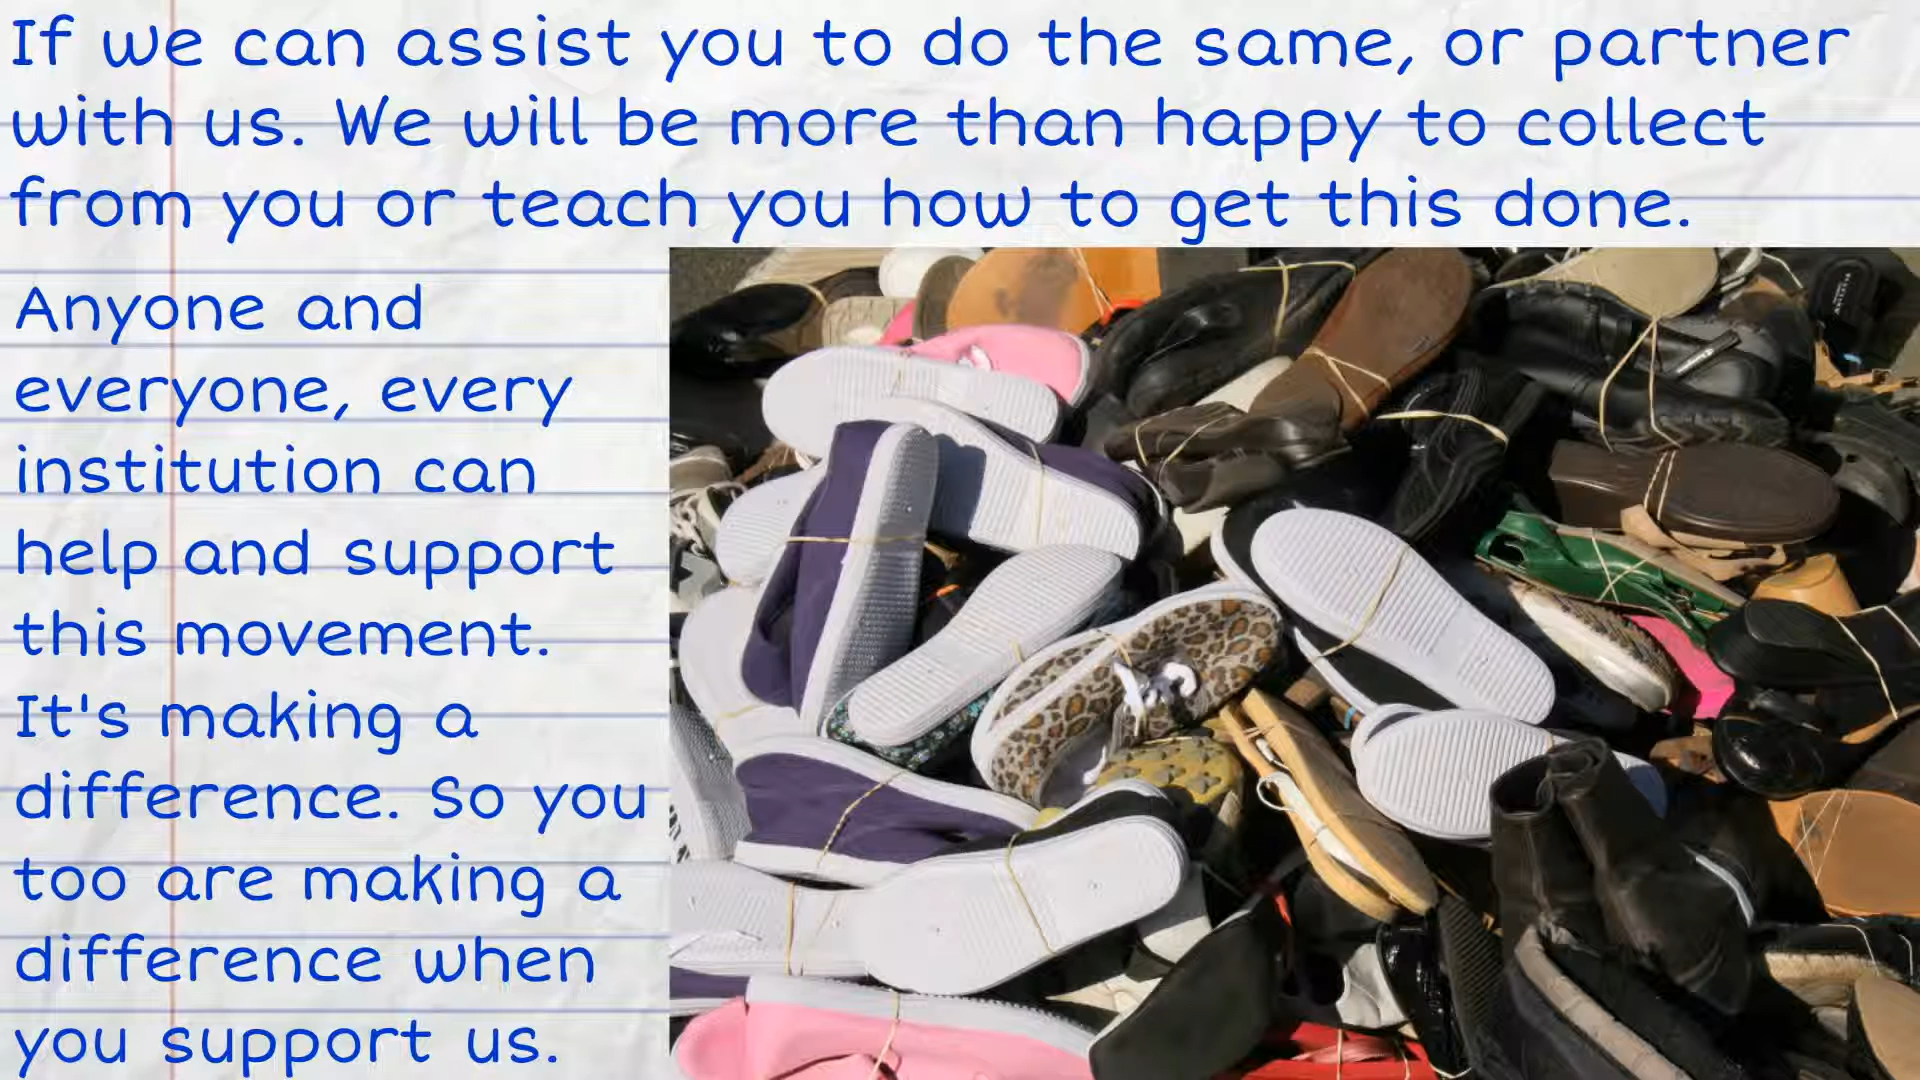 If we can assist you to do the same, or partner
with us. We will be more than happy to collect
from you or teach you how to get this done.
Anyone and
everyone, every
institution can
help and support
this movement.
It's making a
difference. So you
too are making a
difference when
you support us.